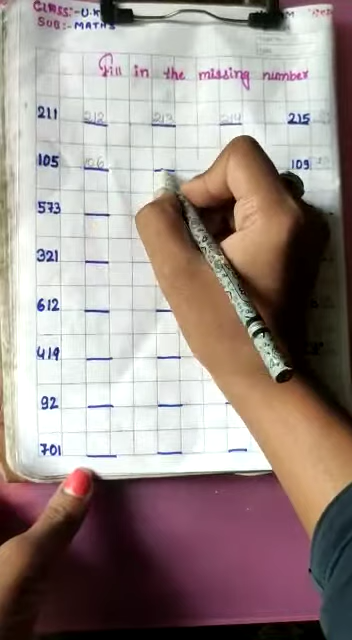 CLASS:- U.K
SUB:- MATHS
Fill in the missing number
211 212 213 214 215
105 106 109
573
321
612
419
92
701